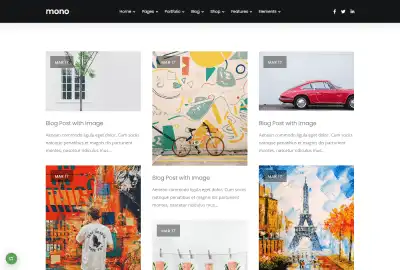 mono
Home Pages Portfolio Blog Shop Features Elements
MAR 17
Blog Post with Image
Aenean commodo ligula eget dolor. Cum sociis
natoque penatibus et magnis dis parturient
montes, nascetur ridiculus mus…
MAR 17
MAR 17
Blog Post with Image
Aenean commodo ligula eget dolor. Cum sociis
natoque penatibus et magnis dis parturient
montes, nascetur ridiculus mus…
MAR 17
MAR 17
Blog Post with Image
Aenean commodo ligula eget dolor. Cum sociis
natoque penatibus et magnis dis parturient
montes, nascetur ridiculus mus…
MAR 17